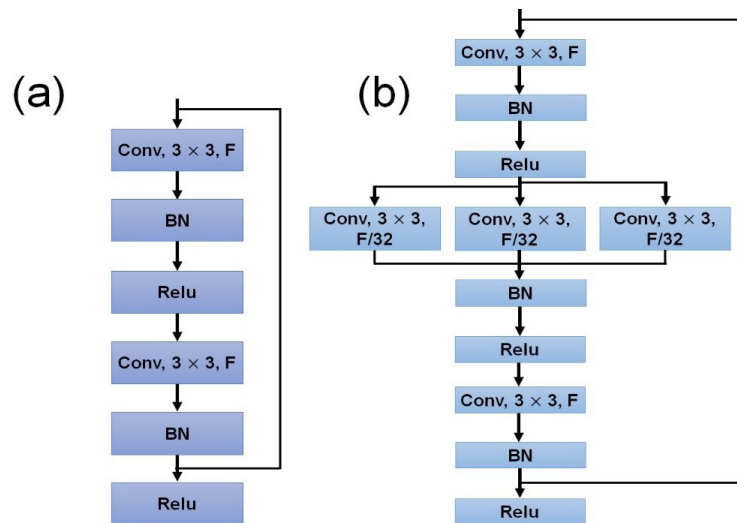 (a)
Conv, 3 × 3, F
BN
Relu
Conv, 3 × 3, F
BN
Relu
(b)
Conv, 3 × 3, F
BN
Relu
Conv, 3 × 3,
F/32
Conv, 3 × 3,
F/32
Conv, 3 × 3,
F/32
BN
Relu
Conv, 3 × 3, F
BN
Relu